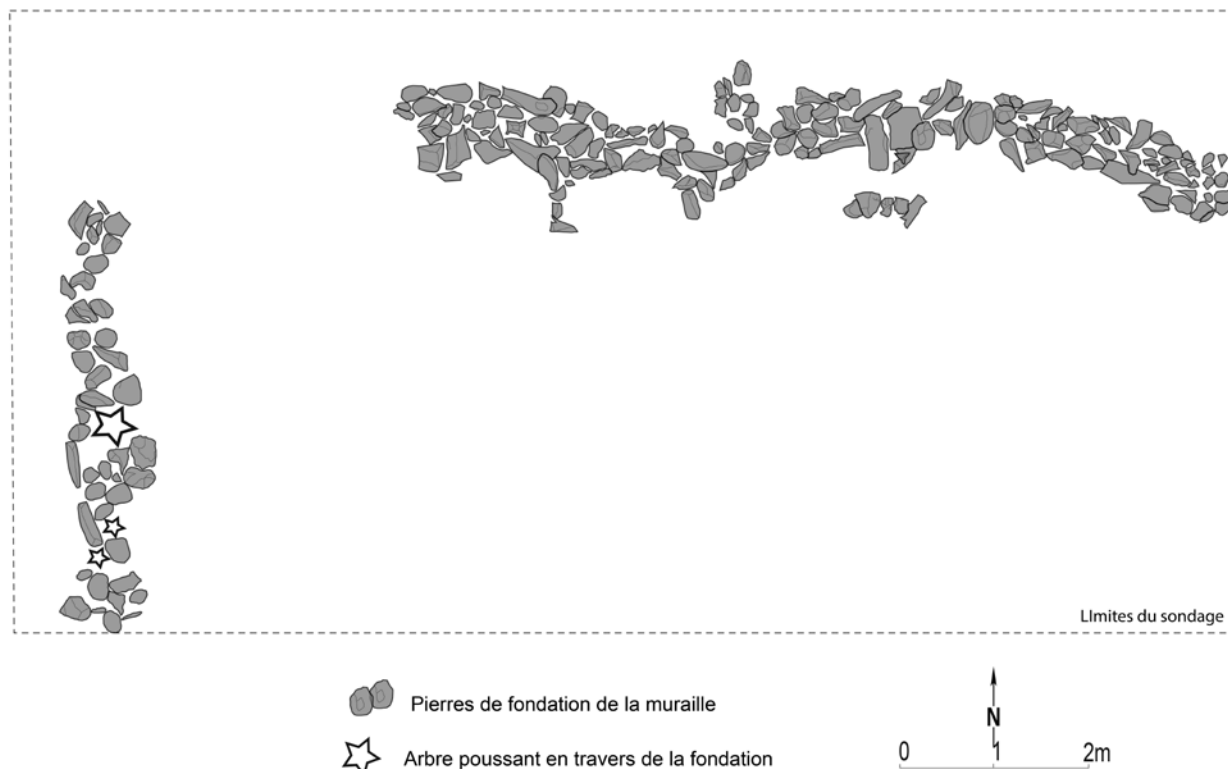 LImites du sondage
Pierres de fondation de la muraille
Arbre poussant en travers de la fondation
N
0 1 2m